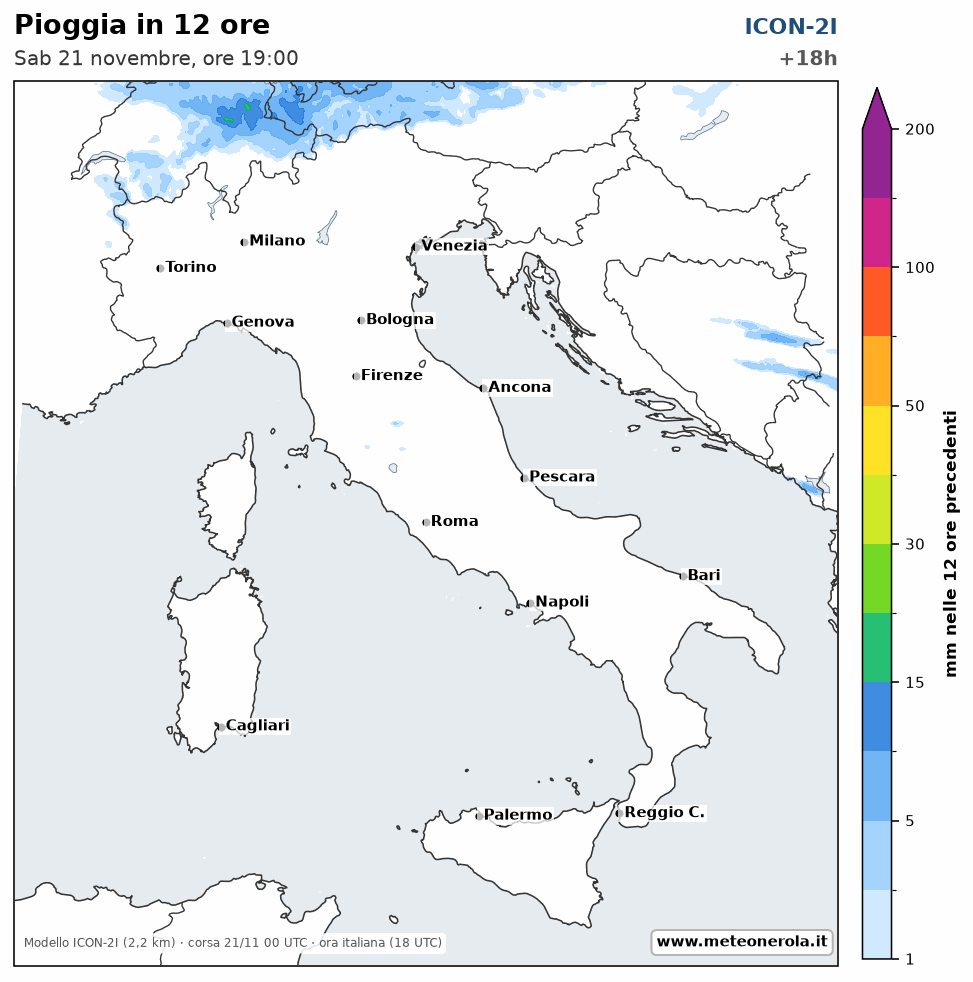 Pioggia in 12 ore
ICON-2I
Sab 21 novembre, ore 19:00
+18h
200
Milano
Venezia
Torino
100
Genova
Bologna
Firenze
Ancona
50
Pescara
Roma
30
Bari
Napoli
mm nelle 12 ore precedenti
15
Cagliari
Palermo
Reggio C.
5
Modello ICON-2I (2,2 km) · corsa 21/11 00 UTC · ora italiana (18 UTC)
www.meteonerola.it
1